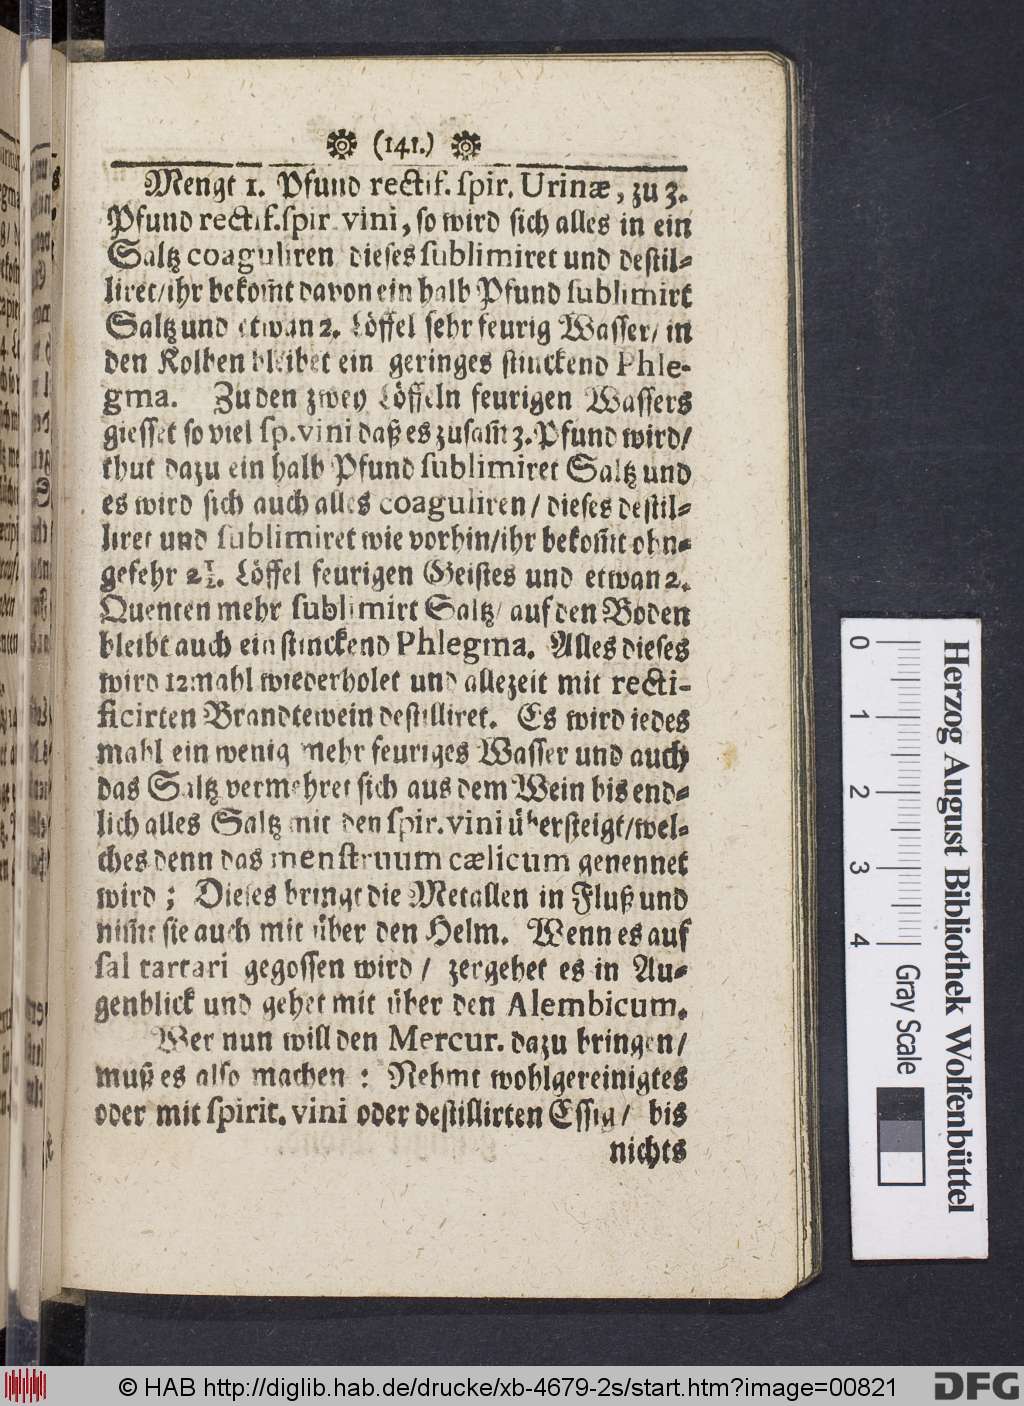 (141.)
Mengt 1. Pfund rectif. spir. Urinæ, zu 3.
Pfund rectif. spir. vini, so wird sich alles in ein
Saltz coaguliren dieses sublimiret und destil-
liret/ihr bekom̃t davon ein halb Pfund sublimirt
Saltz und etwan 2. Löffel sehr feurig Wasser/ in
den Kolben bleibet ein geringes stinckend Phle-
gma. Zu den zwey Löffeln feurigen Wassers
giesset so viel sp. vini daß es zusam̃ 3. Pfund wird/
thut dazu ein halb Pfund sublimiret Saltz und
es wird sich auch alles coaguliren/ dieses destil-
liret und sublimiret wie vorhin/ihr bekom̃t ohn-
gefehr 2½. Löffel feurigen Geistes und etwan 2.
Quenten mehr sublimirt Saltz/ auf den Boden
bleibt auch ein stinckend Phlegma. Alles dieses
wird 12mahl wiederholet und allezeit mit recti-
ficirten Brandtewein destilliret. Es wird iedes
mahl ein wenig mehr feuriges Wasser und auch
das Saltz vermehret sich aus dem Wein bis end-
lich alles Saltz mit den spir. vini übersteigt/wel-
ches denn das menstruum cælicum genennet
wird; Dieses bringt die Metallen in Fluß und
nim̃t sie auch mit über den Helm. Wenn es auf
sal tartari gegossen wird/ zergehet es in Au-
genblick und gehet mit über den Alembicum.
Wer nun will den Mercur. dazu bringen/
muß es also machen: Nehmt wohlgereinigtes
oder mit spirit. vini oder destillirten Essig/ bis
nichts
0 1 2 3 4
Gray Scale
Herzog August Bibliothek Wolfenbüttel
© HAB http://diglib.hab.de/drucke/xb-4679-2s/start.htm?image=00821
DFG